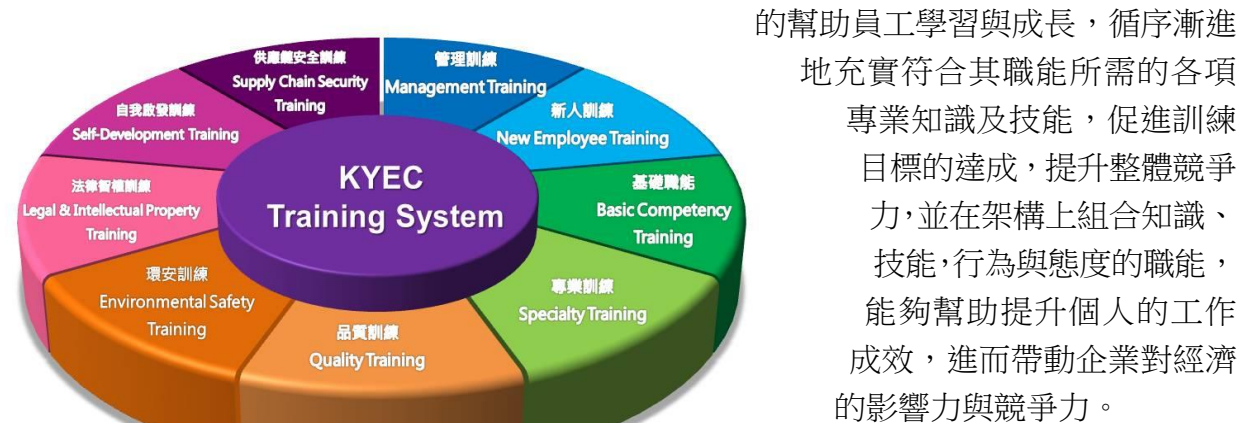 的幫助員工學習與成長，循序漸進
地充實符合其職能所需的各項
專業知識及技能，促進訓練
目標的達成，提升整體競爭
力，並在架構上組合知識、
技能，行為與態度的職能，
能夠幫助提升個人的工作
成效，進而帶動企業對經濟
的影響力與競爭力。
KYEC
Training System
管理訓練
Management Training
新人訓練
New Employee Training
基礎職能
Basic Competency
Training
專業訓練
Specialty Training
品質訓練
Quality Training
環安訓練
Environmental Safety
Training
法律智權訓練
Legal & Intellectual Property
Training
自我啟發訓練
Self-Development Training
供應鏈安全訓練
Supply Chain Security
Training